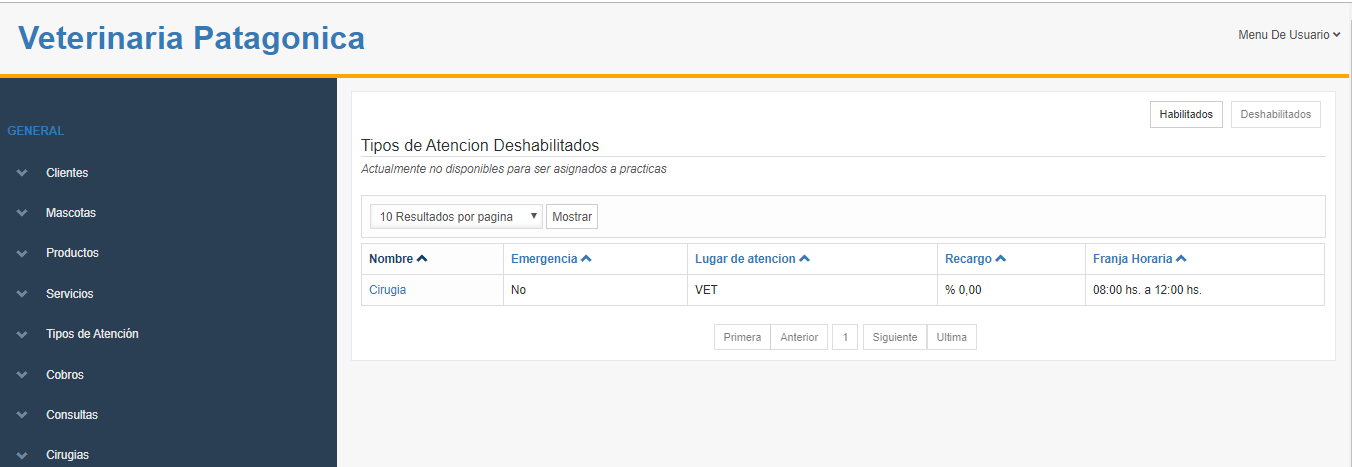 Veterinaria Patagonica
Menu De Usuario
GENERAL
Clientes
Mascotas
Productos
Servicios
Tipos de Atención
Cobros
Consultas
Cirugias
Habilitados Deshabilitados
Tipos de Atencion Deshabilitados
Actualmente no disponibles para ser asignados a practicas
10 Resultados por pagina Mostrar
Nombre Emergencia Lugar de atencion Recargo Franja Horaria
Cirugia No VET % 0,00 08:00 hs. a 12:00 hs.
Primera Anterior 1 Siguiente Ultima